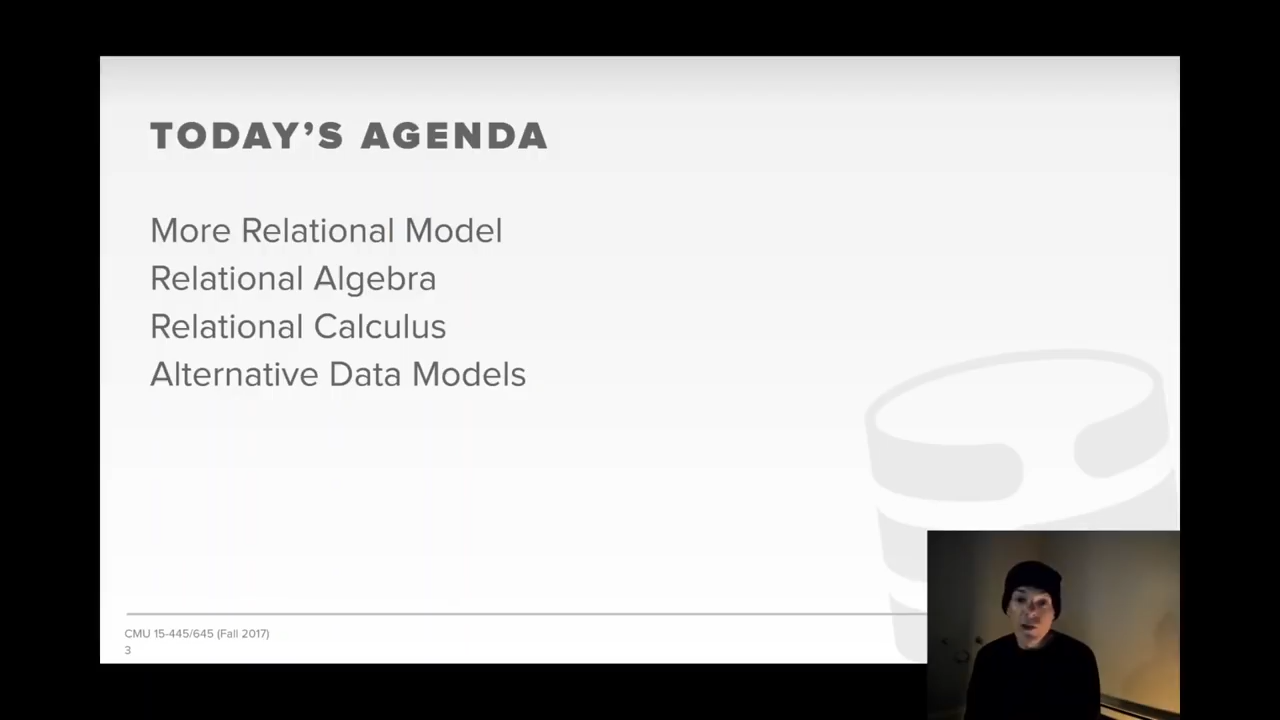 TODAY'S AGENDA
More Relational Model
Relational Algebra
Relational Calculus
Alternative Data Models
CMU 15-445/645 (Fall 2017)
3